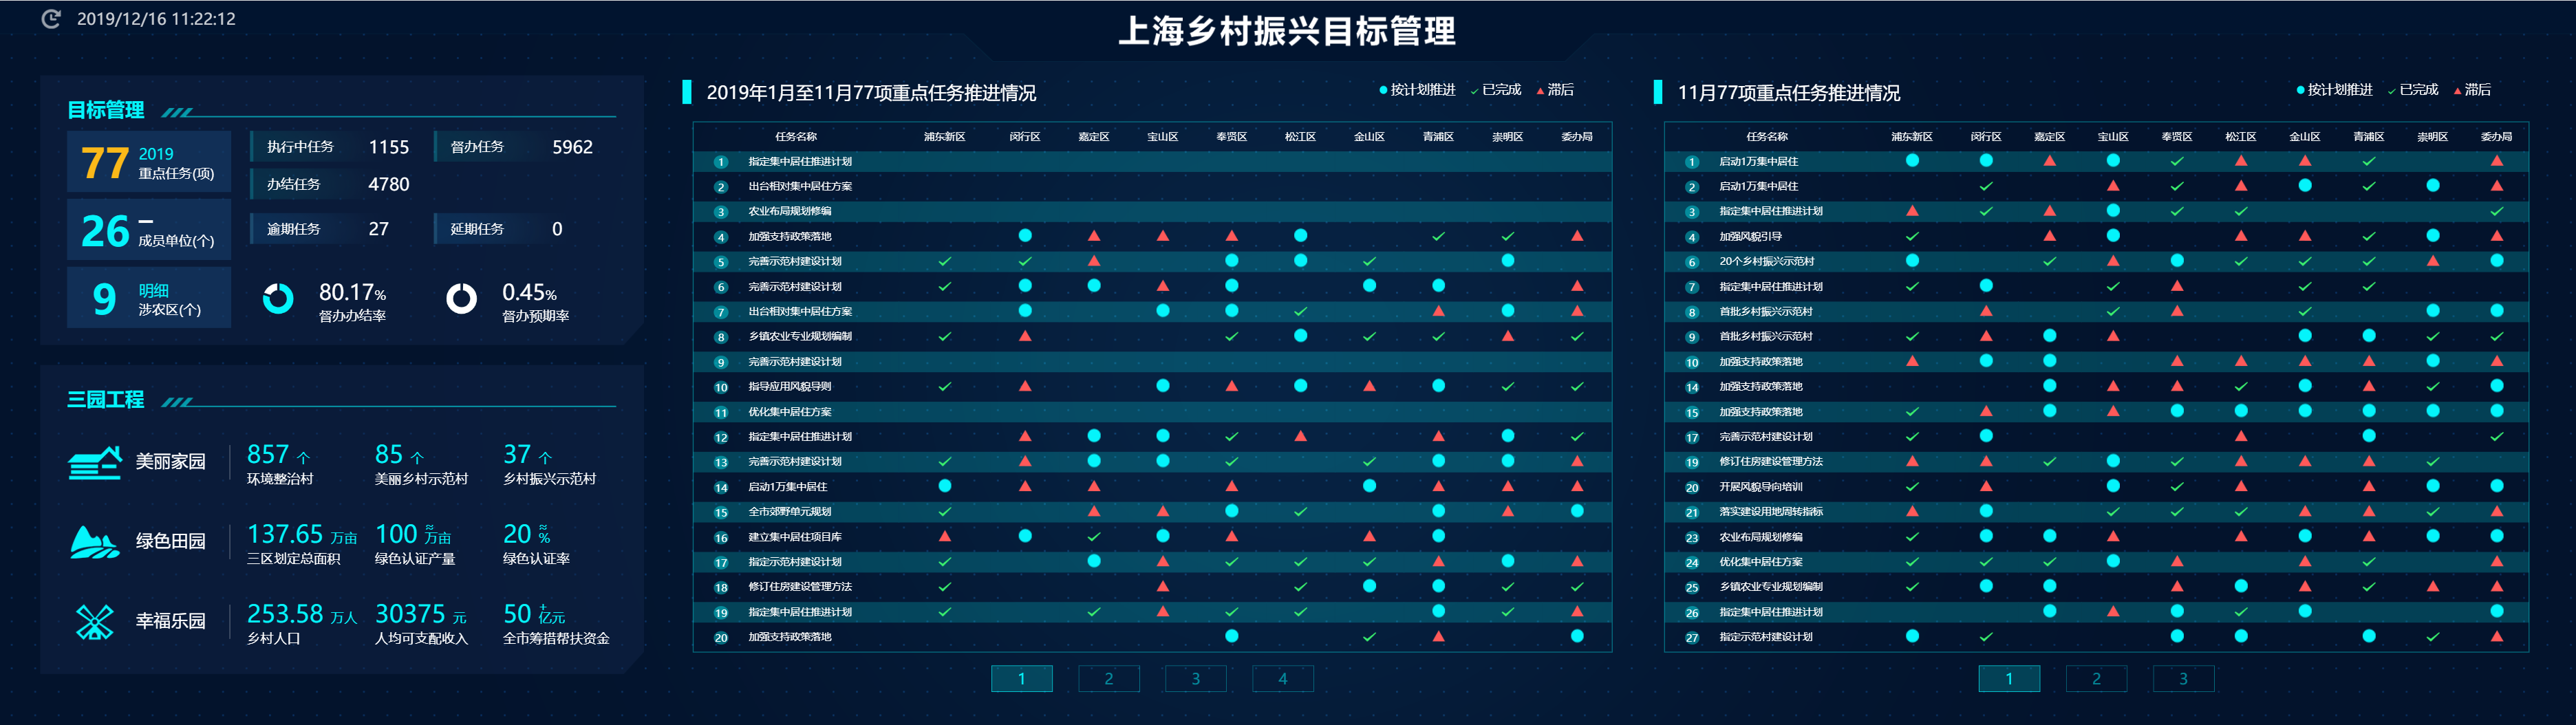 2019/12/16 11:22:12
上海乡村振兴目标管理
目标管理
77
2019
重点任务(项)
执行中任务 1155
督办任务 5962
办结任务 4780
26
成员单位(个)
逾期任务 27
延期任务 0
9
明细
涉农区(个)
80.17%
督办办结率
0.45%
督办预期率
三园工程
美丽家园
857 个
环境整治村
85 个
美丽乡村示范村
37 个
乡村振兴示范村
绿色田园
137.65 万亩
三区划定总面积
100 ≈万亩
绿色认证产量
20 ≈%
绿色认证率
幸福乐园
253.58 万人
乡村人口
30375 元
人均可支配收入
50 +亿元
全市筹措帮扶资金
2019年1月至11月77项重点任务推进情况
按计划推进 已完成 滞后
任务名称 浦东新区 闵行区 嘉定区 宝山区 奉贤区 松江区 金山区 青浦区 崇明区 委办局
1 指定集中居住推进计划
2 出台相对集中居住方案
3 农业布局规划修编
4 加强支持政策落地
5 完善示范村建设计划
6 完善示范村建设计划
7 出台相对集中居住方案
8 乡镇农业专业规划编制
9 完善示范村建设计划
10 指导应用风貌导则
11 优化集中居住方案
12 指定集中居住推进计划
13 完善示范村建设计划
14 启动1万集中居住
15 全市郊野单元规划
16 建立集中居住项目库
17 指定示范村建设计划
18 修订住房建设管理方法
19 指定集中居住推进计划
20 加强支持政策落地
1 2 3 4
11月77项重点任务推进情况
按计划推进 已完成 滞后
任务名称 浦东新区 闵行区 嘉定区 宝山区 奉贤区 松江区 金山区 青浦区 崇明区 委办局
1 启动1万集中居住
2 启动1万集中居住
3 指定集中居住推进计划
4 加强风貌引导
6 20个乡村振兴示范村
7 指定集中居住推进计划
8 首批乡村振兴示范村
9 首批乡村振兴示范村
10 加强支持政策落地
14 加强支持政策落地
15 加强支持政策落地
17 完善示范村建设计划
19 修订住房建设管理方法
20 开展风貌导向培训
21 落实建设用地周转指标
23 农业布局规划修编
24 优化集中居住方案
25 乡镇农业专业规划编制
26 指定集中居住推进计划
27 指定示范村建设计划
1 2 3